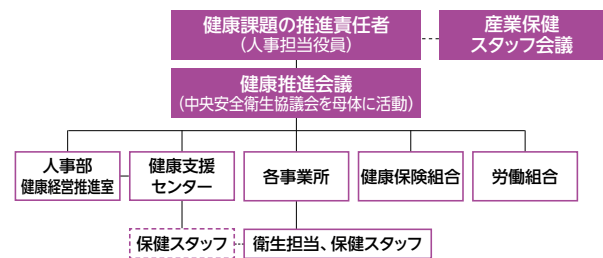 健康課題の推進責任者
(人事担当役員)
産業保健
スタッフ会議
健康推進会議
(中央安全衛生協議会を母体に活動)
人事部
健康経営推進室
健康支援
センター
各事業所
健康保険組合
労働組合
保健スタッフ
衛生担当、保健スタッフ